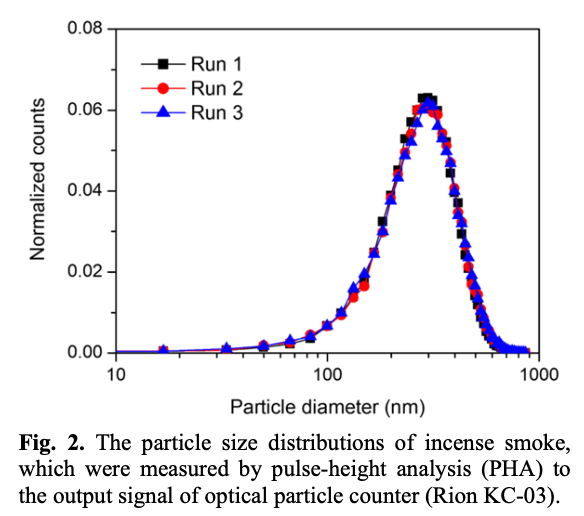 0.08
0.06
0.04
0.02
0.00
Normalized counts
Run 1
Run 2
Run 3
10
100
1000
Particle diameter (nm)
Fig. 2. The particle size distributions of incense smoke,
which were measured by pulse-height analysis (PHA) to
the output signal of optical particle counter (Rion KC-03).